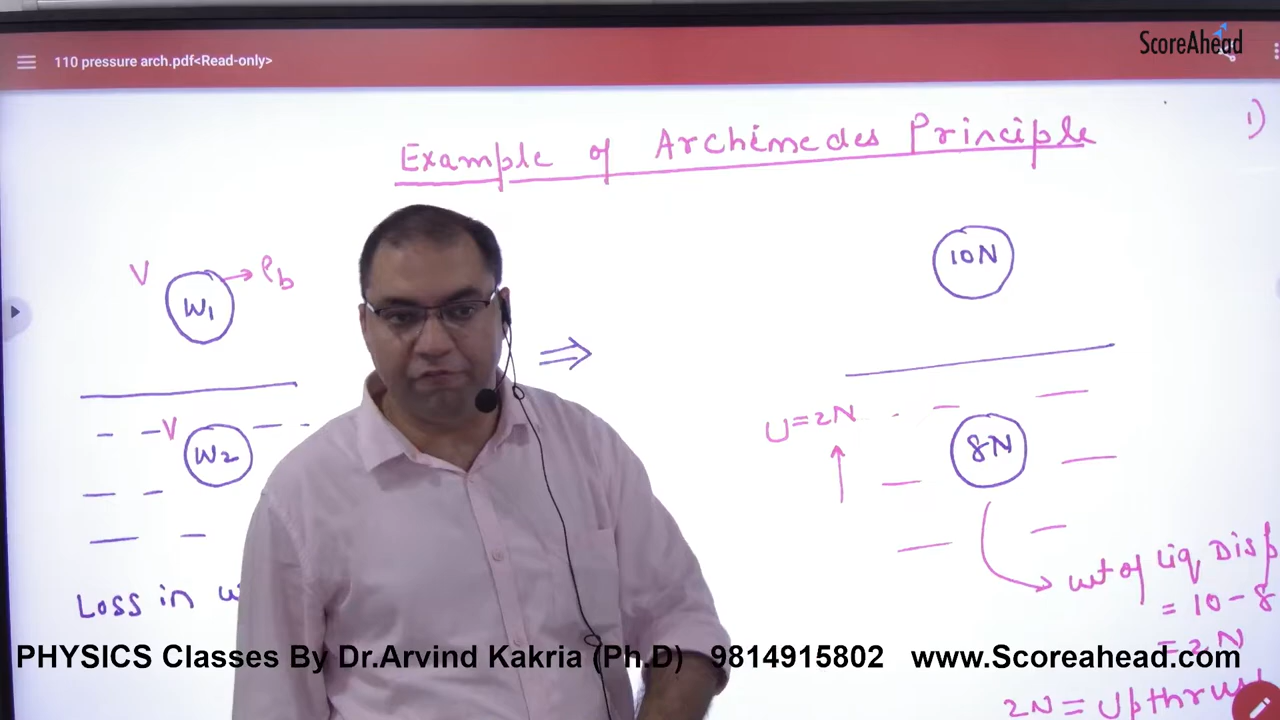 ScoreAhead
110 pressure arch.pdf<Read-only>
1)
Example of Archimedes Principle
V
ρb
W1
10N
⇒
V
W2
U=2N
8N
wt of Liq Disp
= 10-8
= 2N
Loss in
PHYSICS Classes By Dr.Arvind Kakria (Ph.D) 9814915802 www.Scoreahead.com
2N = Upthrus